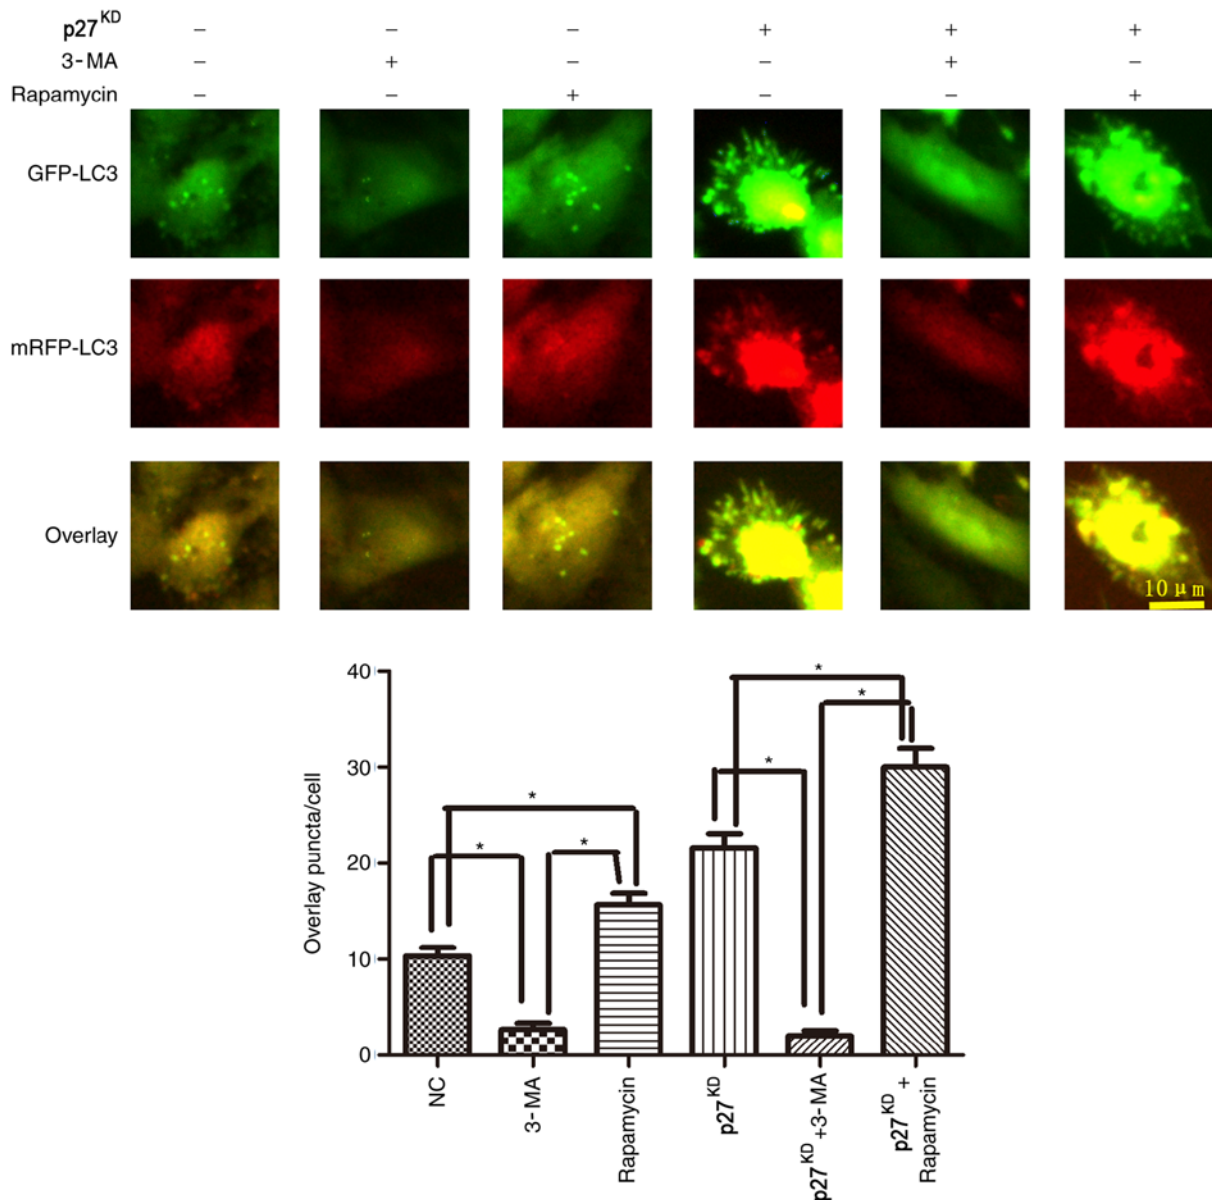 p27KD − − − + + +
3-MA − + − − + −
Rapamycin − − + − − +
GFP-LC3
mRFP-LC3
Overlay
10 μm
Overlay puncta/cell
40
30
20
10
0
* * * * * *
NC
3-MA
Rapamycin
p27KD
p27KD +3-MA
p27KD +
Rapamycin